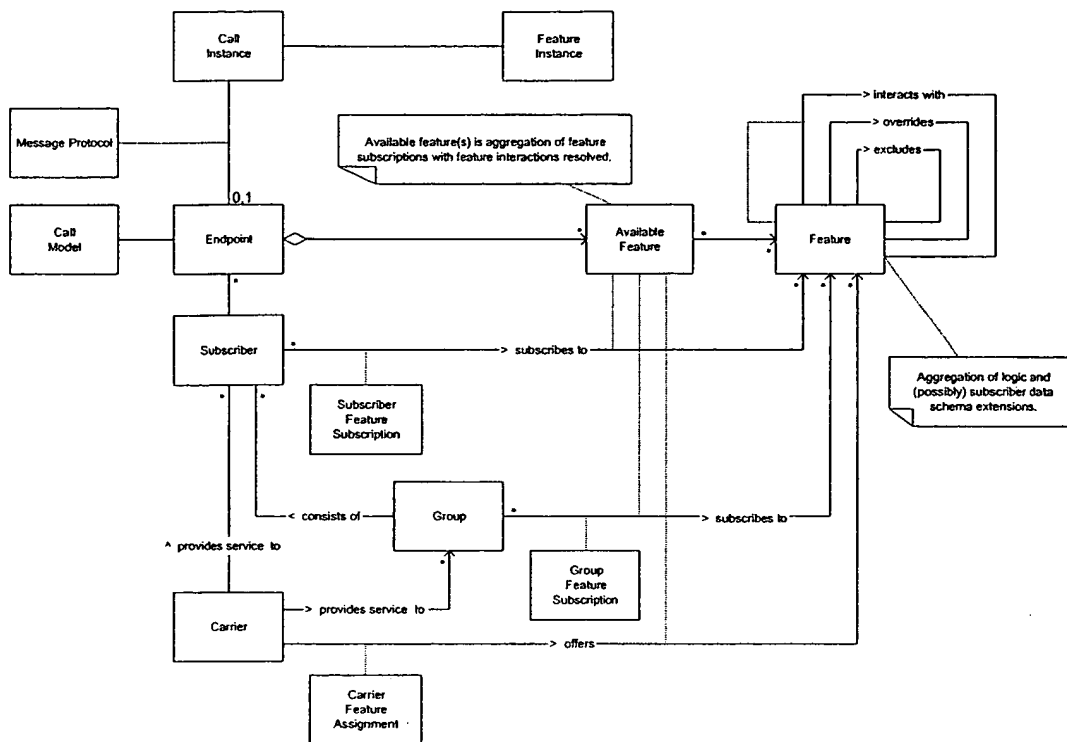 Call
Instance
Feature
Instance
> interacts with
Message Protocol
Available feature(s) is aggregation of feature
subscriptions with feature interactions resolved.
> overrides
> excludes
0,1
Call
Model
Endpoint
*
Available
Feature
*
*
Feature
*
*
*
*
Subscriber
*
> subscribes to
Subscriber
Feature
Subscription
Aggregation of logic and
(possibly) subscriber data
schema extensions.
*
*
< consists of
Group
*
> subscribes to
^ provides service to
*
Group
Feature
Subscription
Carrier
> provides service to
> offers
Carrier
Feature
Assignment